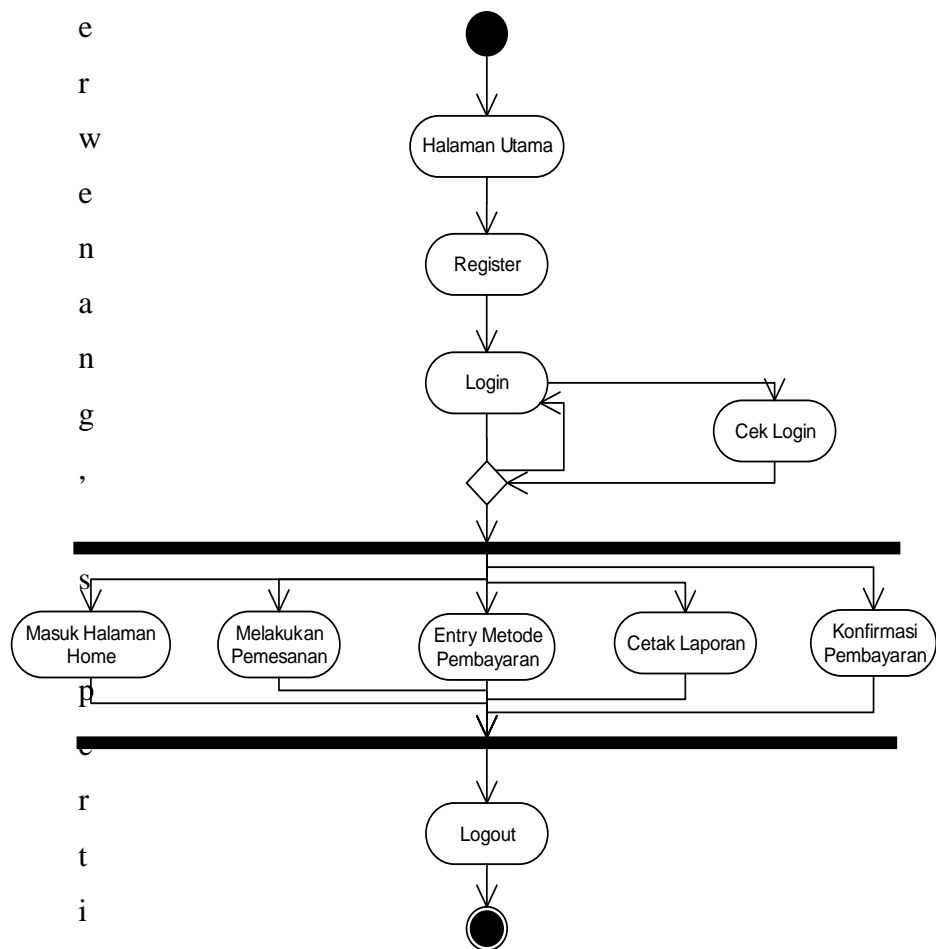 e
r
w
e
n
a
n
g
,
s
p
e
r
t
i
Halaman Utama
Register
Login
Cek Login
Masuk Halaman
Home
Melakukan
Pemesanan
Entry Metode
Pembayaran
Cetak Laporan
Konfirmasi
Pembayaran
Logout